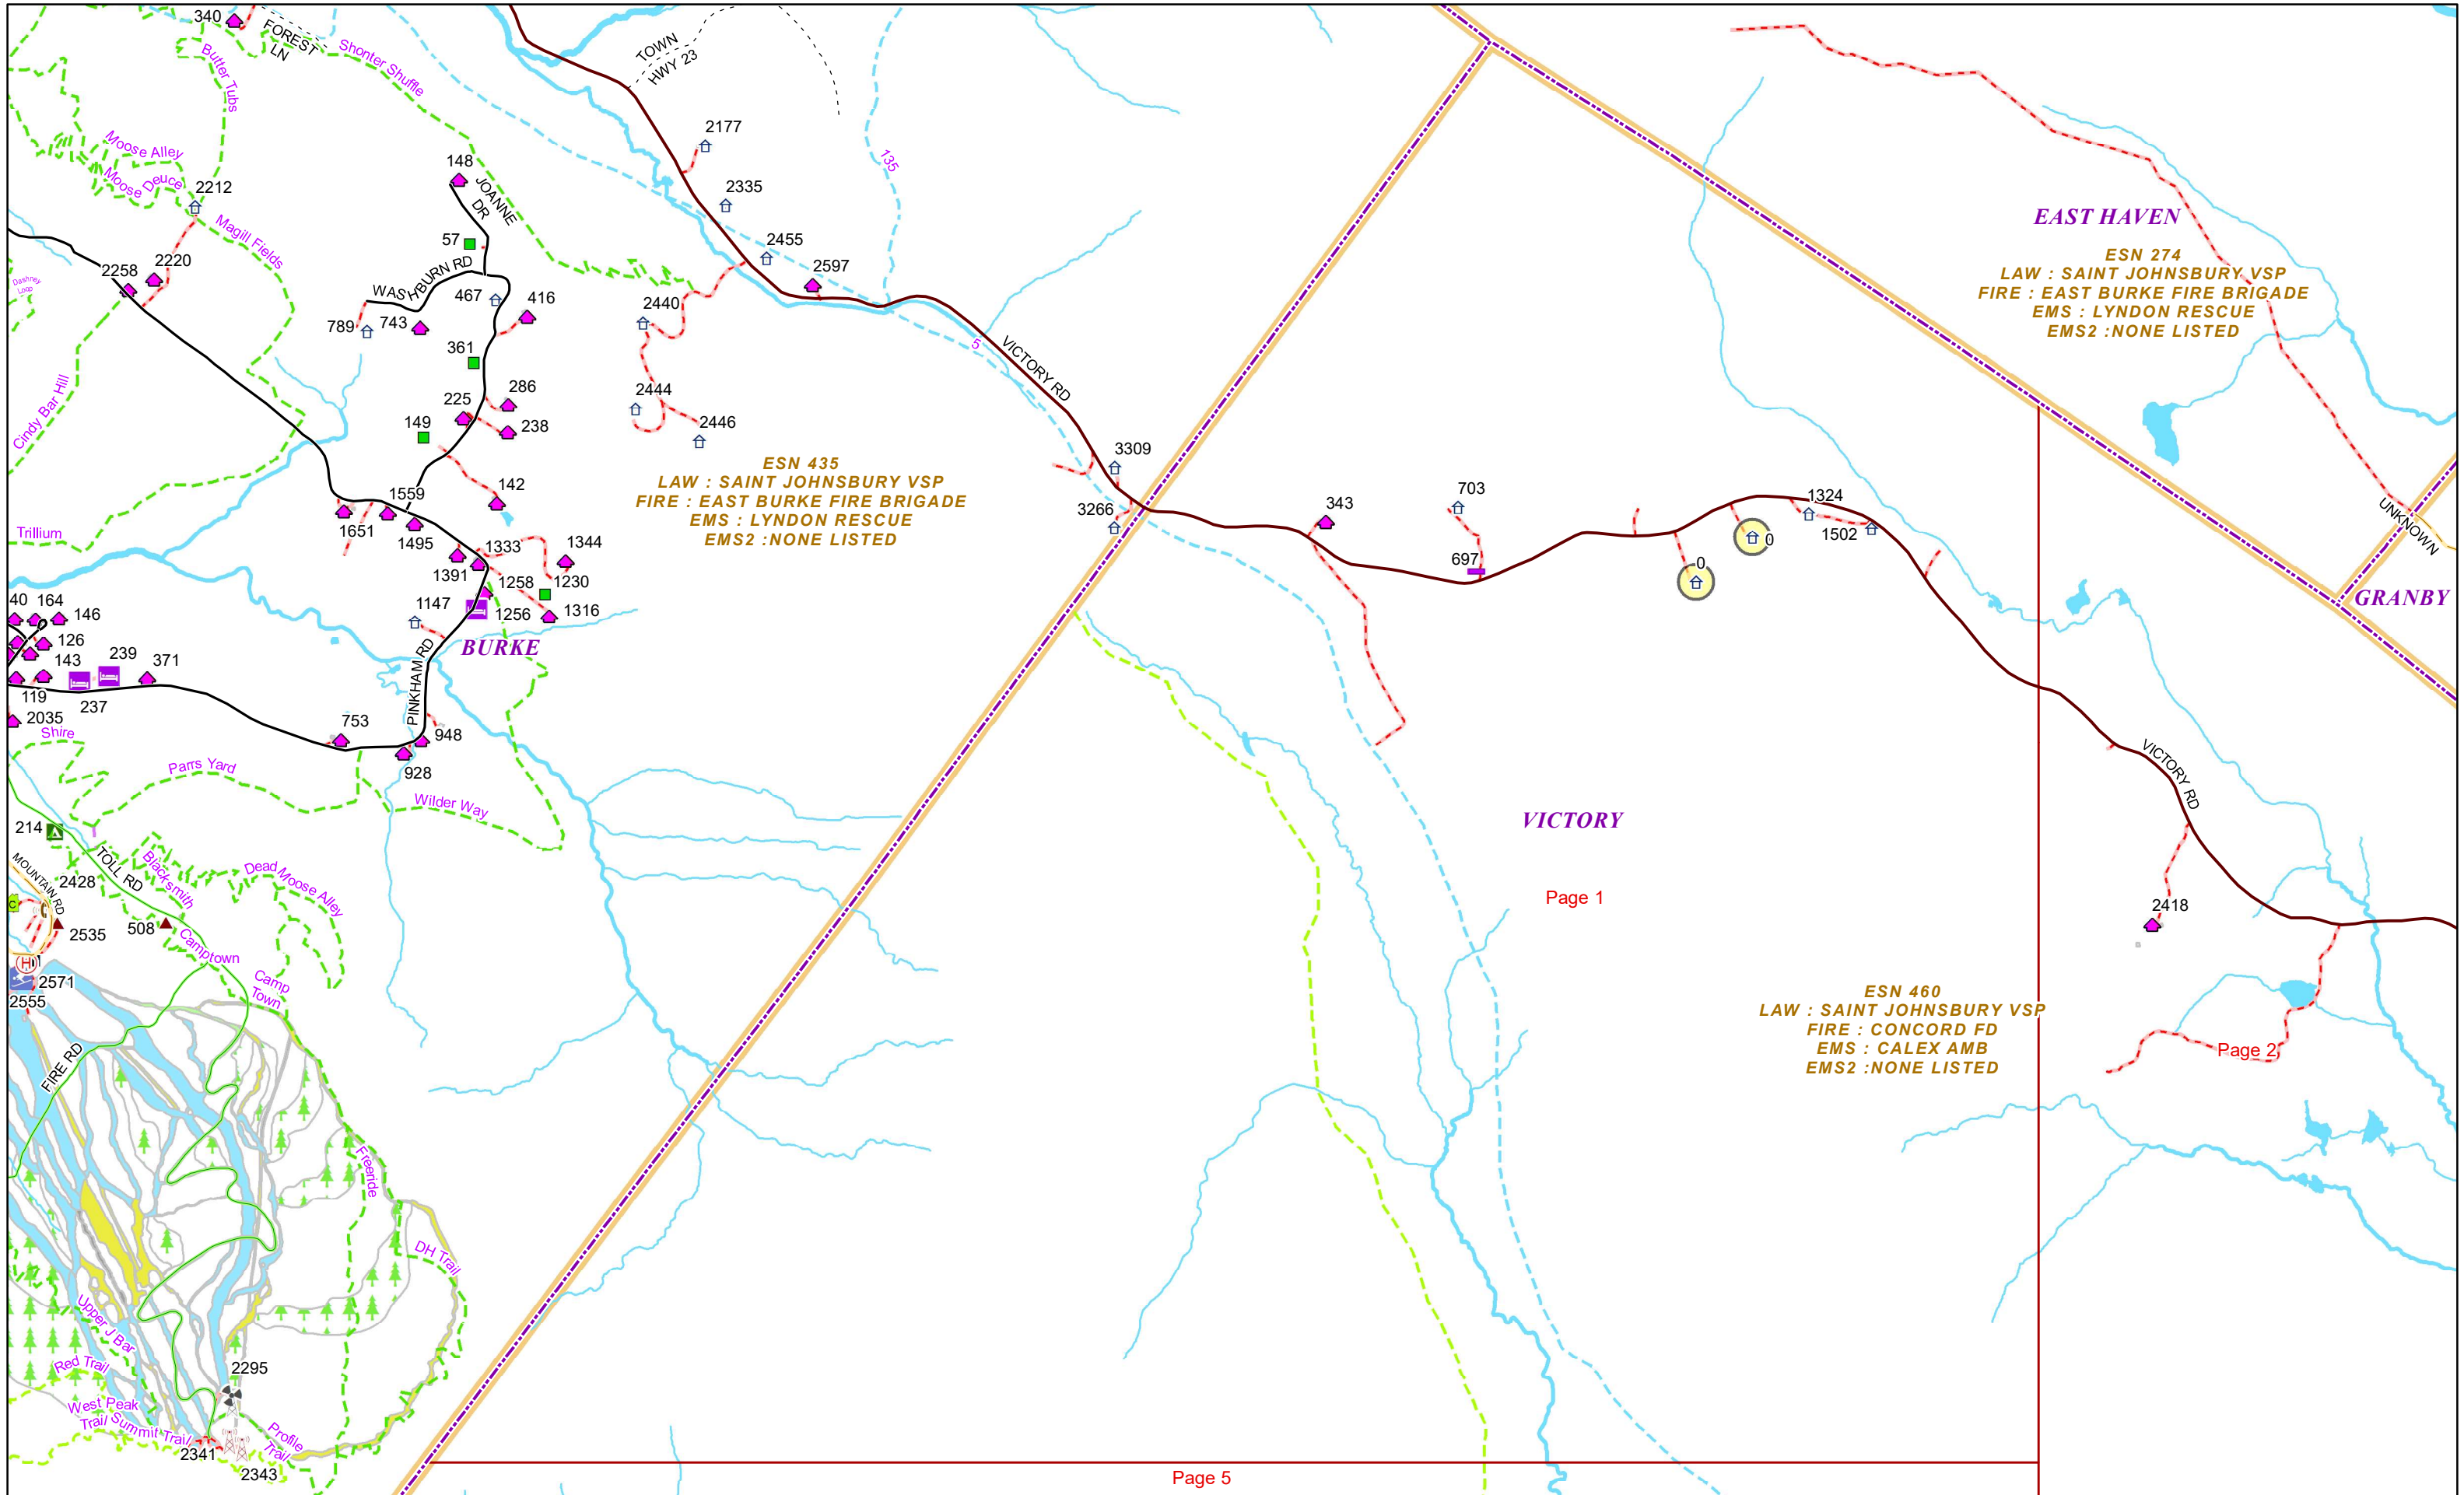 340
FOREST
LN
Shonter Shuffle
Butter Tubs
TOWN
HWY 23
Moose Alley
Moose Deuce
2212
Magill Fields
148
JOANNE
DR
57
2177
2335
135
2455
2597
2258
2220
Dashney
Loop
WASHBURN RD
467
416
789
743
2440
361
5
VICTORY RD
225
286
238
149
2444
2446
Cindy Bar Hill
142
1559
1651
1495
Trillium
1333
1391
1344
1258
1230
1256
1316
1147
ESN 435
LAW : SAINT JOHNSBURY VSP
FIRE : EAST BURKE FIRE BRIGADE
EMS : LYNDON RESCUE
EMS2 :NONE LISTED
3309
3266
343
703
697
0
0
1324
1502
EAST HAVEN
ESN 274
LAW : SAINT JOHNSBURY VSP
FIRE : EAST BURKE FIRE BRIGADE
EMS : LYNDON RESCUE
EMS2 :NONE LISTED
UNKNOWN
GRANBY
40
164
146
126
143
239
371
119
237
2035
BURKE
PINKHAM RD
753
948
928
Shire
Parrs Yard
Wilder Way
214
TOLL RD
MOUNTAIN RD
2428
Blacksmith
Dead Moose Alley
C
2535
508
Camptown
Camp
Town
H
2571
2555
FIRE RD
Freeride
DH Trail
Upper J Bar
Red Trail
2295
West Peak
Trail
Summit Trail
2341
Profile
Trail
2343
VICTORY
Page 1
VICTORY RD
2418
ESN 460
LAW : SAINT JOHNSBURY VSP
FIRE : CONCORD FD
EMS : CALEX AMB
EMS2 :NONE LISTED
Page 2
Page 5